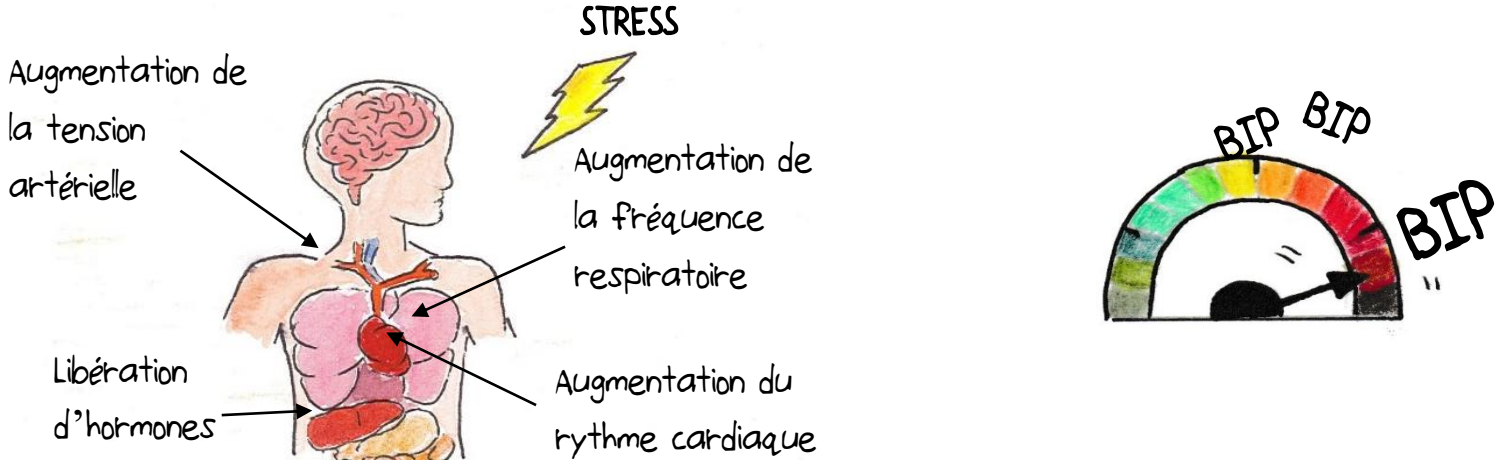 STRESS
Augmentation de
la tension
artérielle
Augmentation de
la fréquence
respiratoire
Libération
d'hormones
Augmentation du
rythme cardiaque
BIP
BIP
BIP